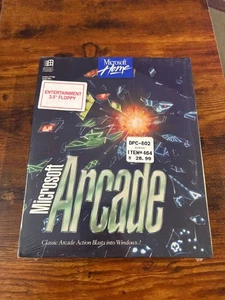 Microsoft
Home
ENTERTAINMENT
3.5" FLOPPY
DPC-802
ITEM# 464
28.99
Microsoft
Arcade
Classic Arcade Action Blasts into Windows